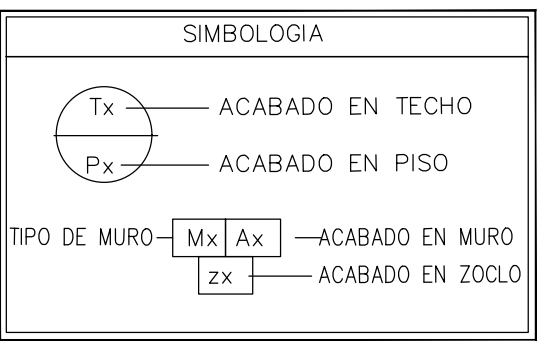 SIMBOLOGIA
Tx ACABADO EN TECHO
Px ACABADO EN PISO
TIPO DE MURO Mx Ax ACABADO EN MURO
zx ACABADO EN ZOCLO